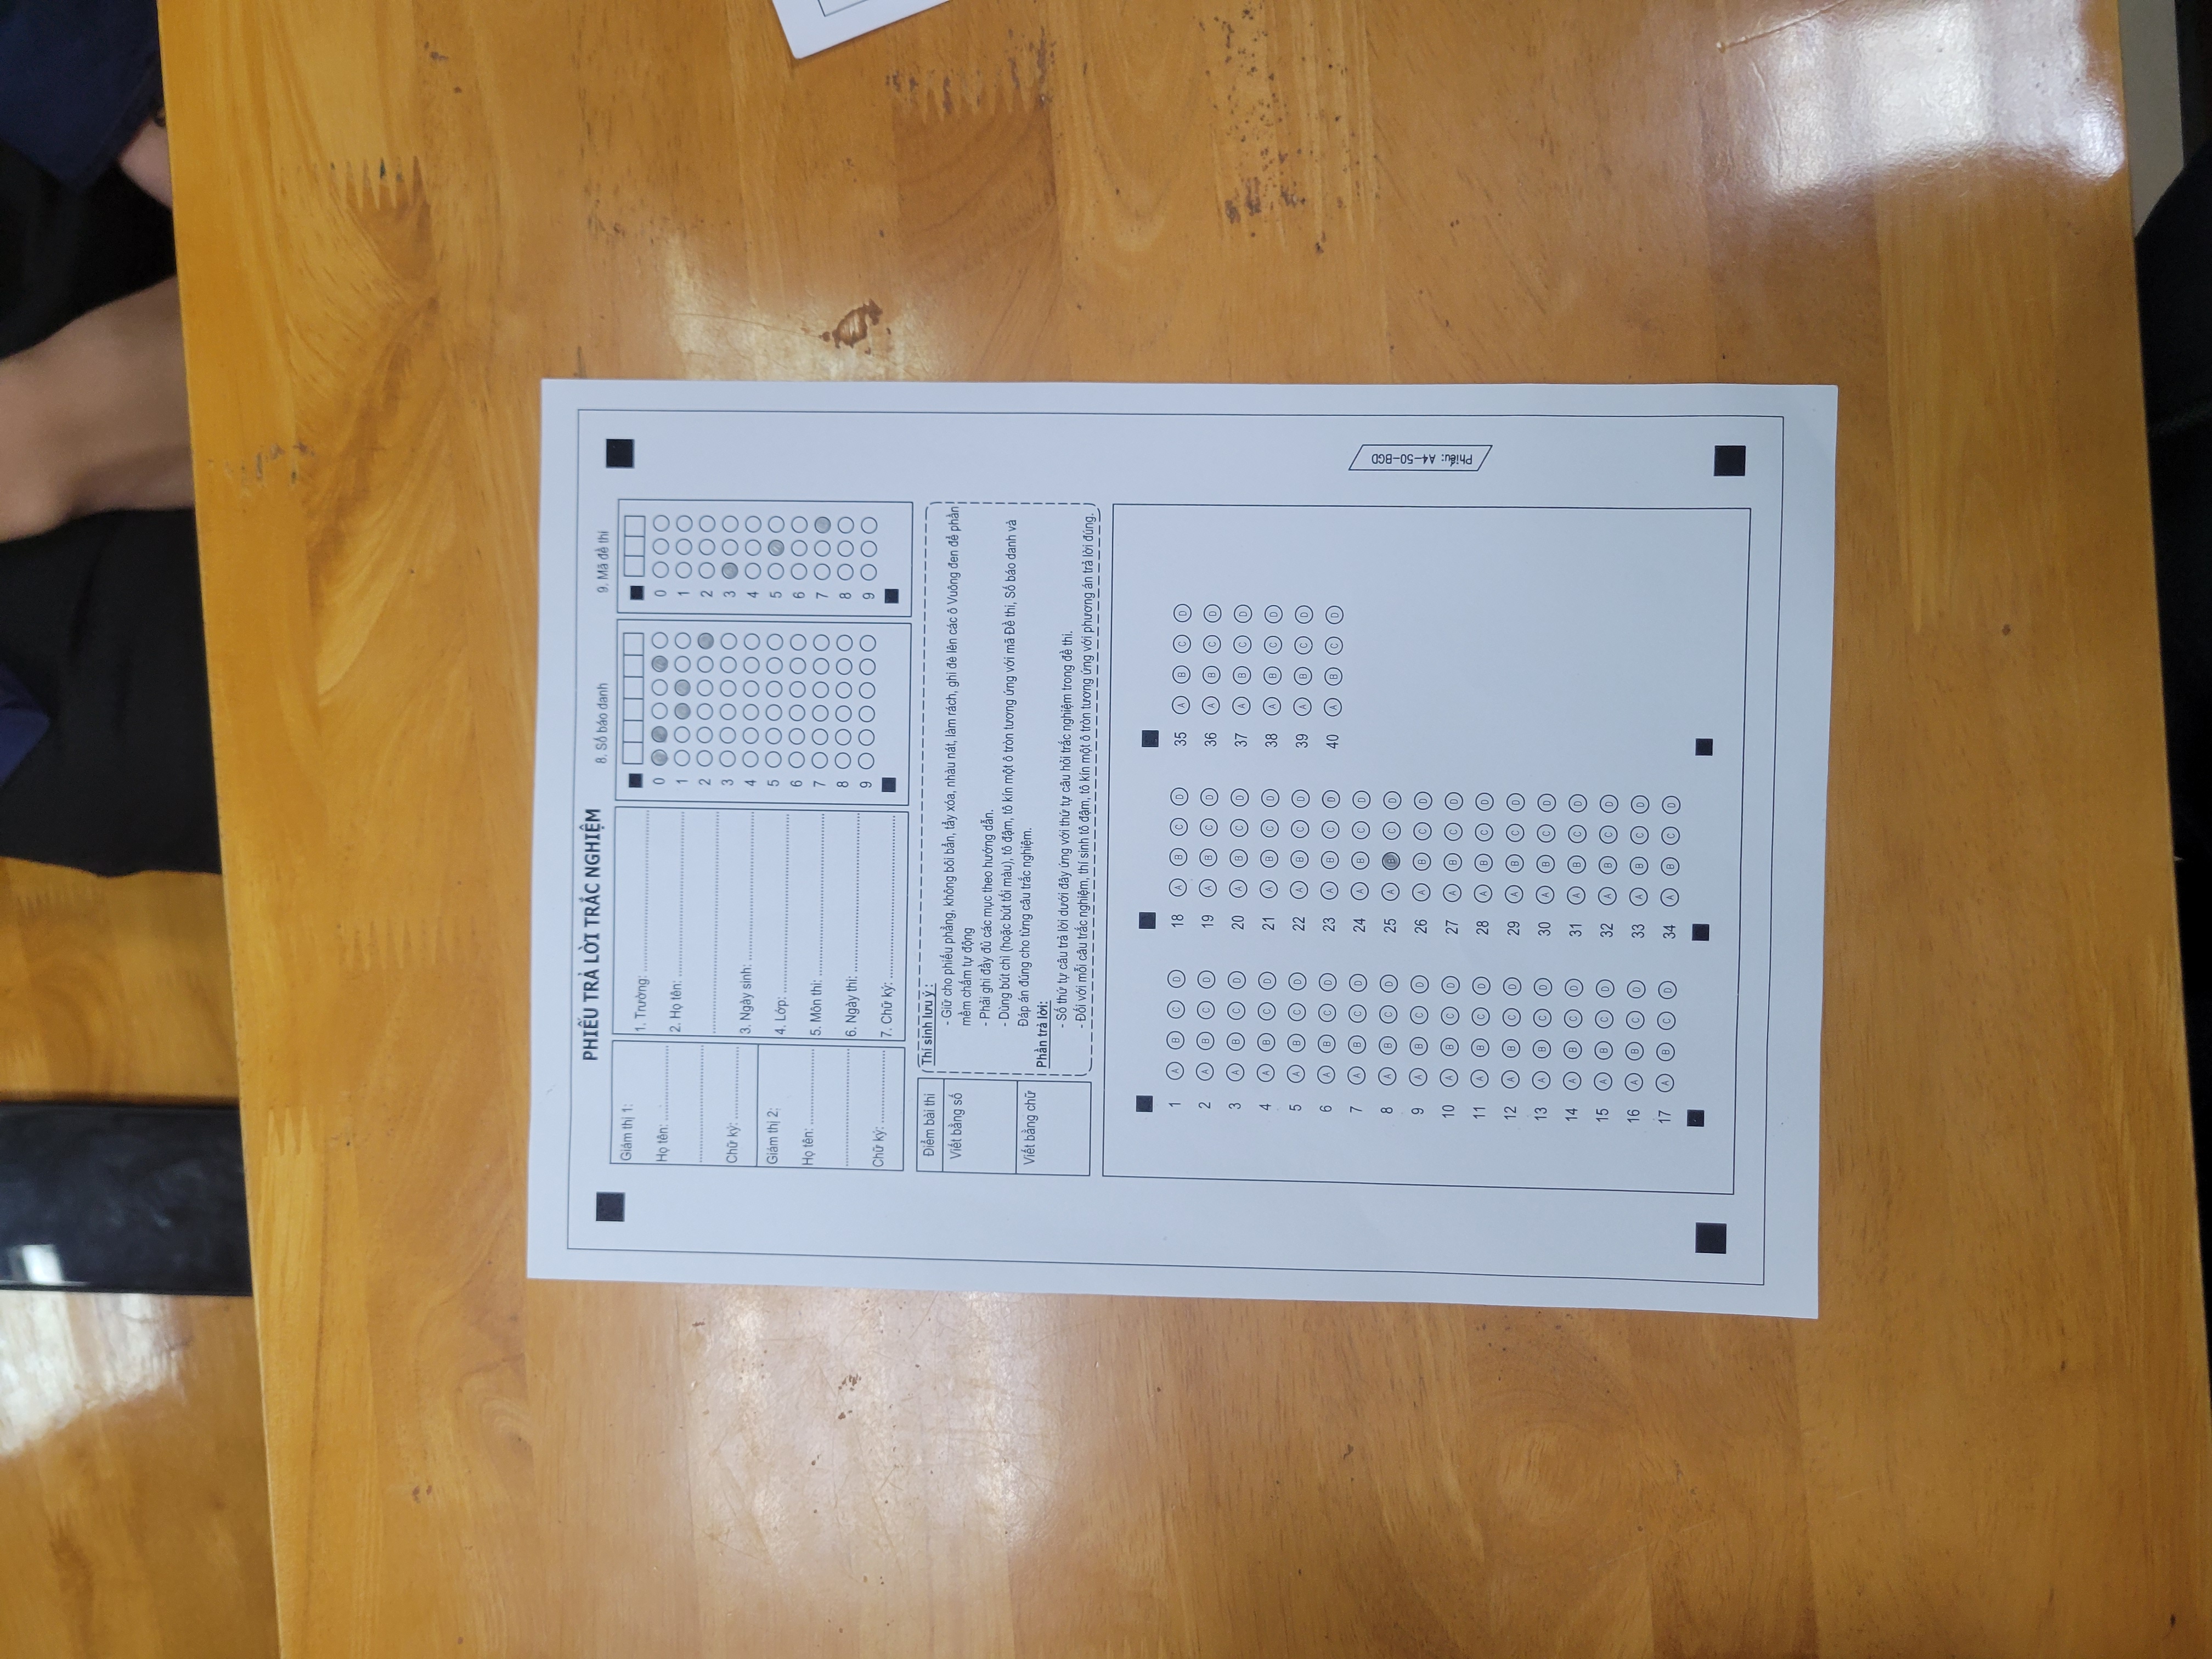 PHIẾU TRẢ LỜI TRẮC NGHIỆM
Giám thị 1:
Họ tên:
Chữ ký:
Giám thị 2:
Họ tên:
Chữ ký:
1. Trường:
2. Họ tên:
3. Ngày sinh:
4. Lớp:
5. Môn thi:
6. Ngày thi:
7. Chữ ký:
8. Số báo danh
0
1
2
3
4
5
6
7
8
9
9. Mã đề thi
0
1
2
3
4
5
6
7
8
9
Điểm bài thi
Viết bằng số
Viết bằng chữ
Thí sinh lưu ý :
- Giữ cho phiếu phẳng, không bôi bẩn, tẩy xóa, nhàu nát, làm rách, ghi đè lên các ô Vuông đen để phần
mềm chấm tự động
- Phải ghi đầy đủ các mục theo hướng dẫn.
- Dùng bút chì (hoặc bút tối màu), tô đậm, tô kín một ô tròn tương ứng với mã Đề thi, Số báo danh và
Đáp án đúng cho từng câu trắc nghiệm.
Phần trả lời:
- Số thứ tự câu trả lời dưới đây ứng với thứ tự câu hỏi trắc nghiệm trong đề thi.
- Đối với mỗi câu trắc nghiệm, thí sinh tô đậm, tô kín một ô tròn tương ứng với phương án trả lời đúng.
1 A B C D
2 A B C D
3 A B C D
4 A B C D
5 A B C D
6 A B C D
7 A B C D
8 A B C D
9 A B C D
10 A B C D
11 A B C D
12 A B C D
13 A B C D
14 A B C D
15 A B C D
16 A B C D
17 A B C D
18 A B C D
19 A B C D
20 A B C D
21 A B C D
22 A B C D
23 A B C D
24 A B C D
25 A B C D
26 A B C D
27 A B C D
28 A B C D
29 A B C D
30 A B C D
31 A B C D
32 A B C D
33 A B C D
34 A B C D
35 A B C D
36 A B C D
37 A B C D
38 A B C D
39 A B C D
40 A B C D
Phiếu: A4-50-BGD